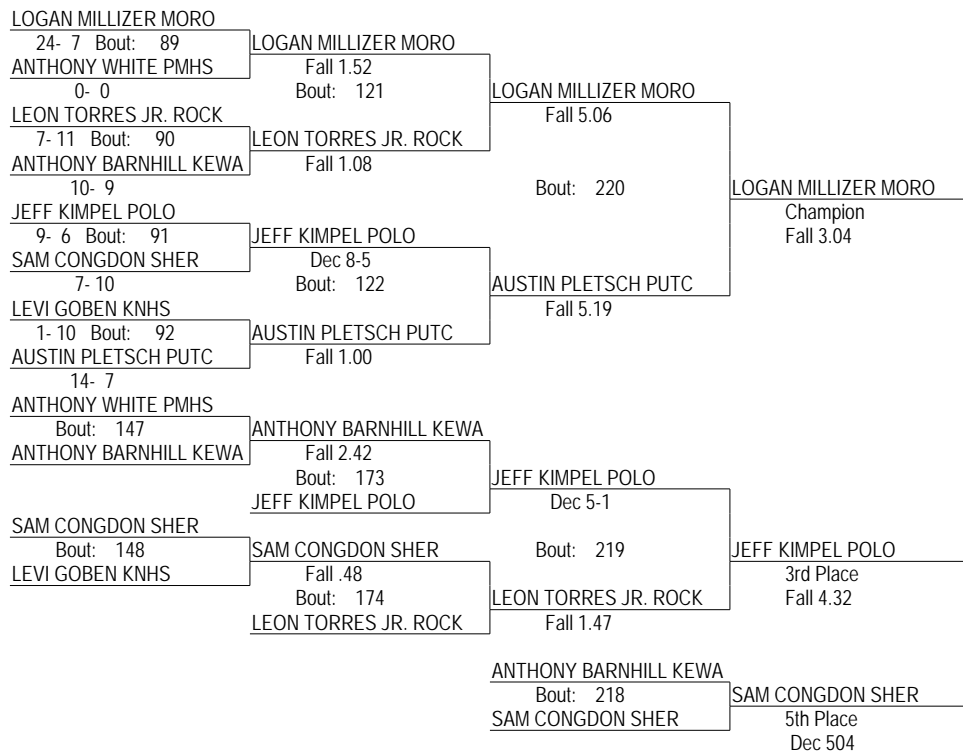 LOGAN MILLIZER MORO
24- 7 Bout: 89
ANTHONY WHITE PMHS
0- 0
LEON TORRES JR. ROCK
7- 11 Bout: 90
ANTHONY BARNHILL KEWA
10- 9
JEFF KIMPEL POLO
9- 6 Bout: 91
SAM CONGDON SHER
7- 10
LEVI GOBEN KNHS
1- 10 Bout: 92
AUSTIN PLETSCH PUTC
14- 7
LOGAN MILLIZER MORO
Fall 1.52
Bout: 121
LEON TORRES JR. ROCK
Fall 1.08
JEFF KIMPEL POLO
Dec 8-5
Bout: 122
AUSTIN PLETSCH PUTC
Fall 1.00
LOGAN MILLIZER MORO
Fall 5.06
Bout: 220
AUSTIN PLETSCH PUTC
Fall 5.19
LOGAN MILLIZER MORO
Champion
Fall 3.04
ANTHONY WHITE PMHS
Bout: 147
ANTHONY BARNHILL KEWA
SAM CONGDON SHER
Bout: 148
LEVI GOBEN KNHS
ANTHONY BARNHILL KEWA
Fall 2.42
Bout: 173
JEFF KIMPEL POLO
SAM CONGDON SHER
Fall .48
Bout: 174
LEON TORRES JR. ROCK
JEFF KIMPEL POLO
Dec 5-1
Bout: 219
LEON TORRES JR. ROCK
Fall 1.47
JEFF KIMPEL POLO
3rd Place
Fall 4.32
ANTHONY BARNHILL KEWA
Bout: 218
SAM CONGDON SHER
SAM CONGDON SHER
5th Place
Dec 504